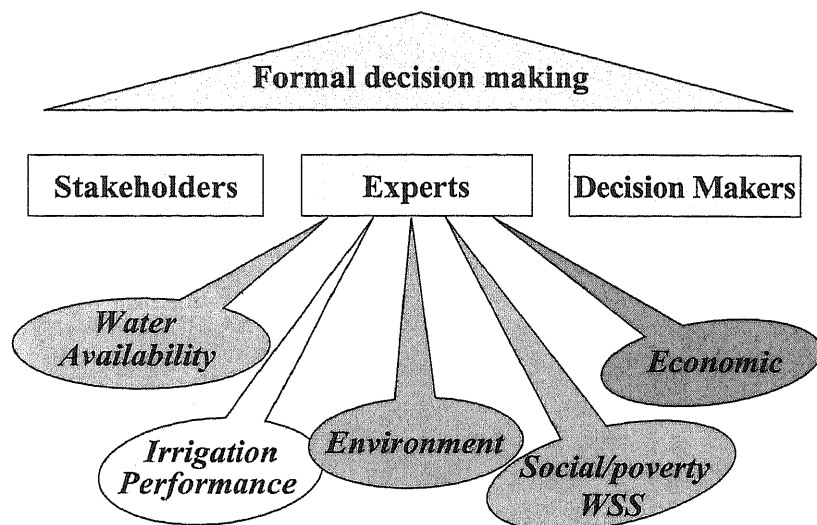 Formal decision making
Stakeholders
Experts
Decision Makers
Water
Availability
Economic
Irrigation
Performance
Environment
Social/poverty
WSS